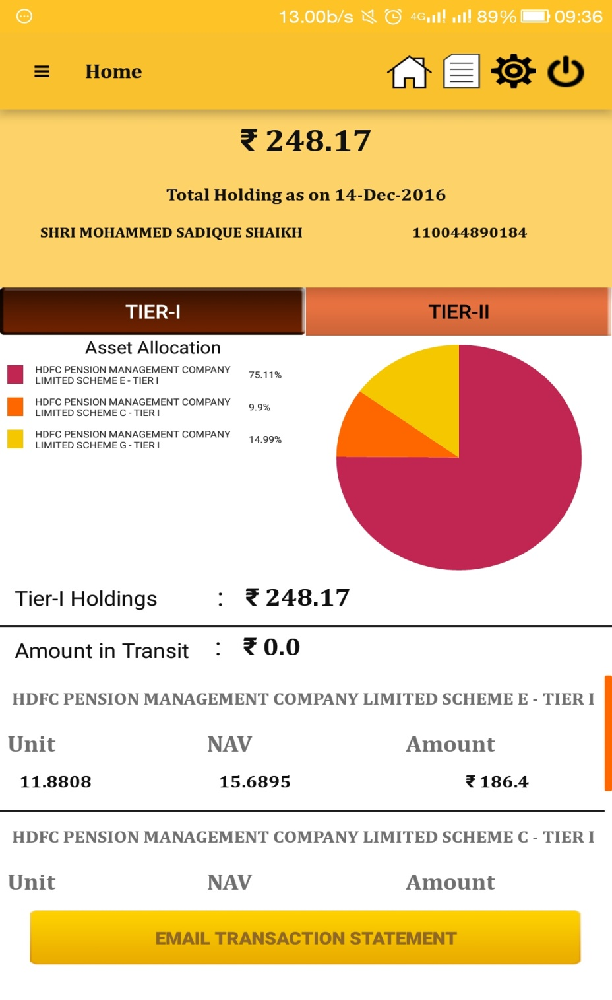 13.00b/s 4G 89% 09:36
Home
₹ 248.17
Total Holding as on 14-Dec-2016
SHRI MOHAMMED SADIQUE SHAIKH 110044890184
TIER-I TIER-II
Asset Allocation
HDFC PENSION MANAGEMENT COMPANY
LIMITED SCHEME E - TIER I 75.11%
HDFC PENSION MANAGEMENT COMPANY
LIMITED SCHEME C - TIER I 9.9%
HDFC PENSION MANAGEMENT COMPANY
LIMITED SCHEME G - TIER I 14.99%
Tier-I Holdings : ₹ 248.17
Amount in Transit : ₹ 0.0
HDFC PENSION MANAGEMENT COMPANY LIMITED SCHEME E - TIER I
Unit NAV Amount
11.8808 15.6895 ₹ 186.4
HDFC PENSION MANAGEMENT COMPANY LIMITED SCHEME C - TIER I
Unit NAV Amount
EMAIL TRANSACTION STATEMENT